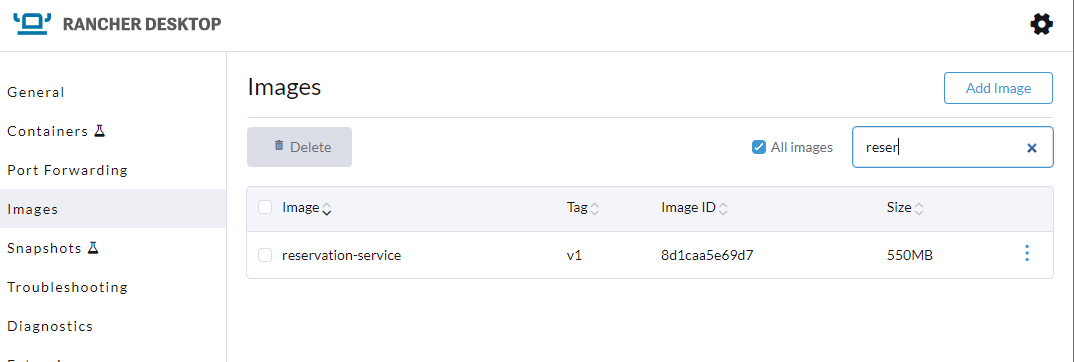 RANCHER DESKTOP
General
Containers
Port Forwarding
Images
Snapshots
Troubleshooting
Diagnostics
Images
Add Image
Delete
All images
reser
Image Tag Image ID Size
reservation-service v1 8d1caa5e69d7 550MB